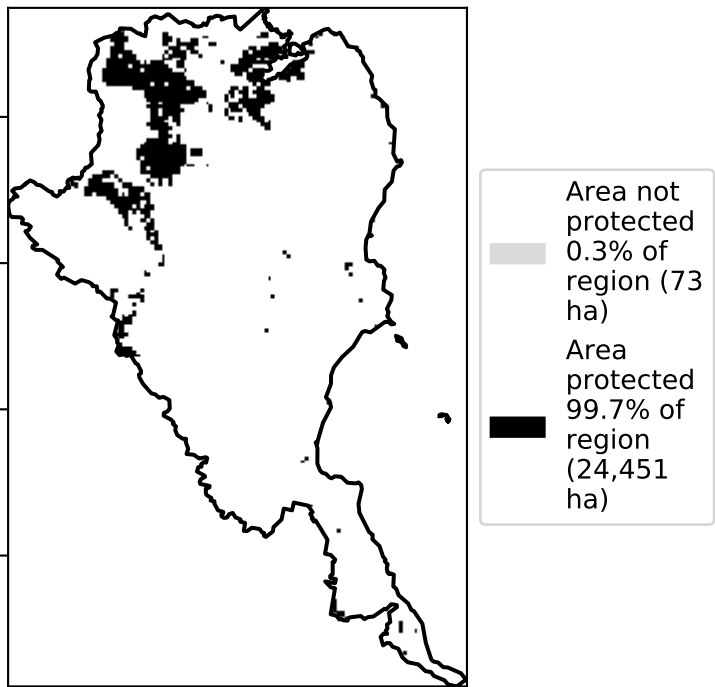 Area not
protected
0.3% of
region (73
ha)
Area
protected
99.7% of
region
(24,451
ha)